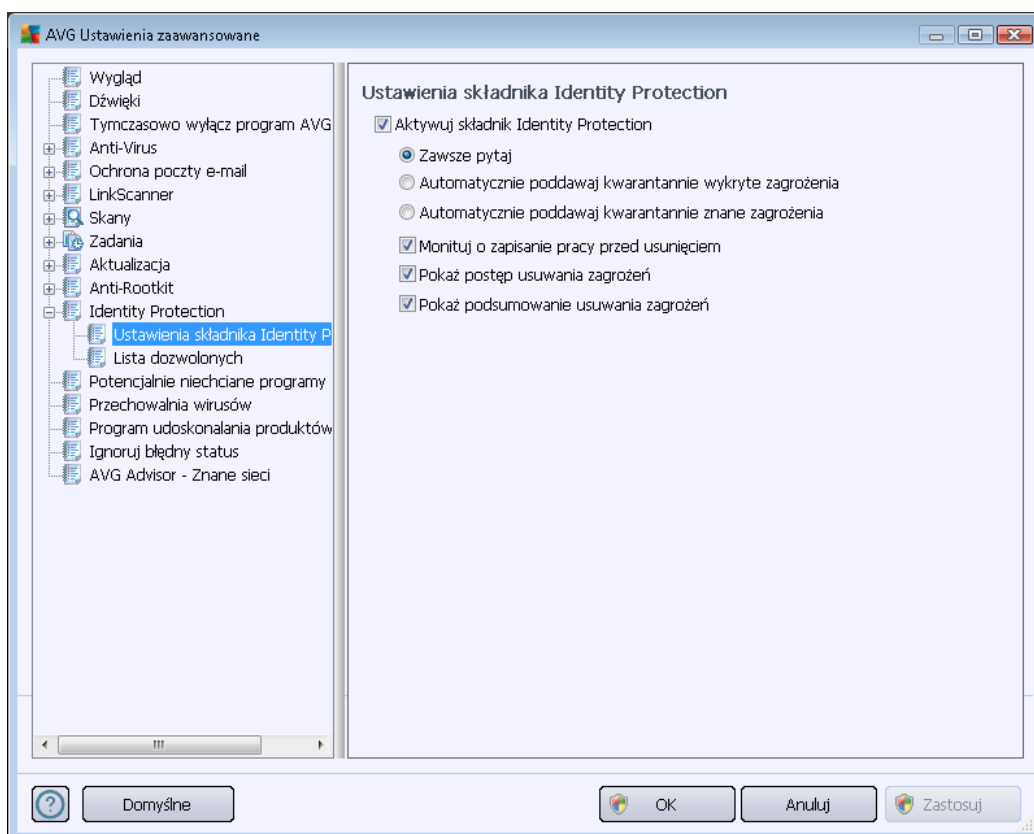 AVG Ustawienia zaawansowane
Wygląd
Dźwięki
Tymczasowo wyłącz program AVG
Anti-Virus
Ochrona poczty e-mail
LinkScanner
Skany
Zadania
Aktualizacja
Anti-Rootkit
Identity Protection
Ustawienia składnika Identity P
Lista dozwolonych
Potencjalnie niechciane programy
Przechowalnia wirusów
Program udoskonalania produktów
Ignoruj błędny status
AVG Advisor - Znane sieci
Ustawienia składnika Identity Protection
Aktywuj składnik Identity Protection
Zawsze pytaj
Automatycznie poddawaj kwarantannie wykryte zagrożenia
Automatycznie poddawaj kwarantannie znane zagrożenia
Monituj o zapisanie pracy przed usunięciem
Pokaż postęp usuwania zagrożeń
Pokaż podsumowanie usuwania zagrożeń
Domyślne
OK
Anuluj
Zastosuj